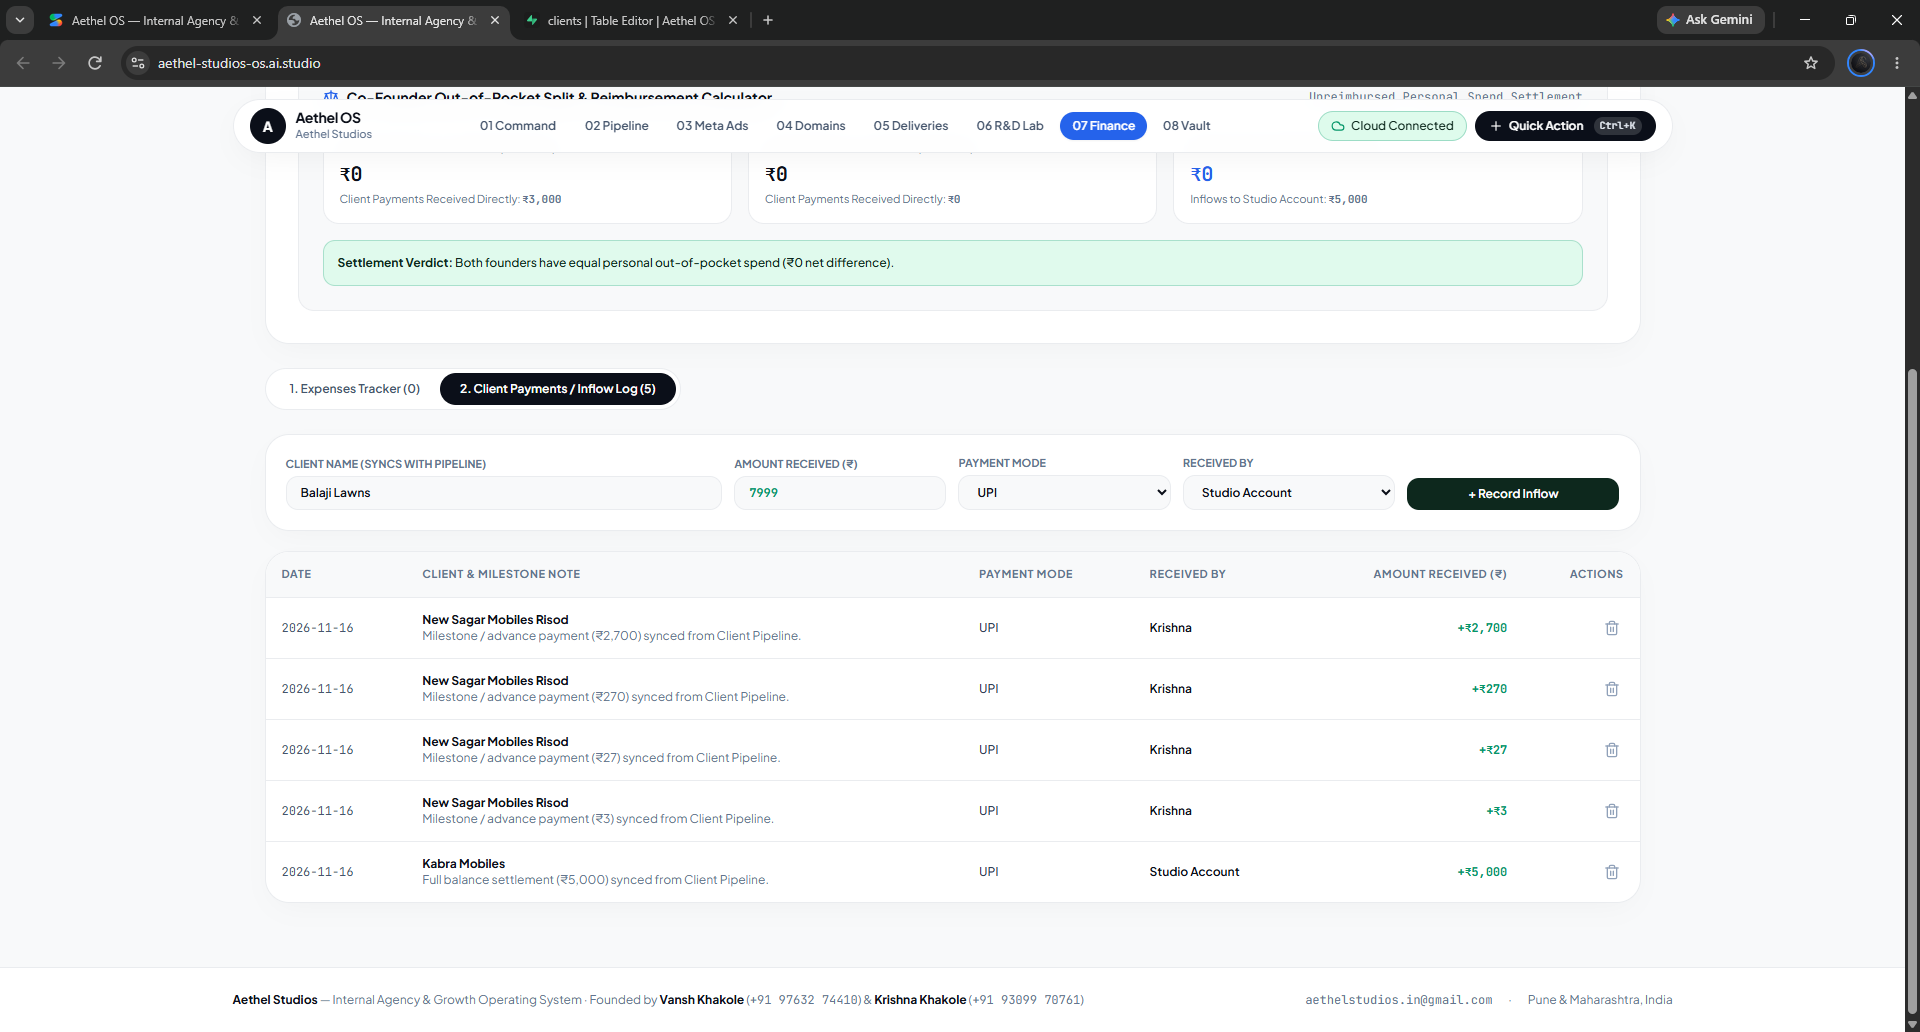 Aethel OS — Internal Agency &
Aethel OS — Internal Agency &
clients | Table Editor | Aethel OS
Ask Gemini
aethel-studios-os.ai.studio
Co-Founder Out-of-Pocket Split & Reimbursement Calculator
Unreimbursed Personal Spend Settlement
A
Aethel OS
Aethel Studios
01 Command
02 Pipeline
03 Meta Ads
04 Domains
05 Deliveries
06 R&D Lab
07 Finance
08 Vault
Cloud Connected
+ Quick Action Ctrl+K
₹0
Client Payments Received Directly: ₹3,000
₹0
Client Payments Received Directly: ₹0
₹0
Inflows to Studio Account: ₹5,000
Settlement Verdict: Both founders have equal personal out-of-pocket spend (₹0 net difference).
1. Expenses Tracker (0)
2. Client Payments / Inflow Log (5)
CLIENT NAME (SYNCS WITH PIPELINE)
AMOUNT RECEIVED (₹)
PAYMENT MODE
RECEIVED BY
Balaji Lawns
7999
UPI
Studio Account
+ Record Inflow
DATE CLIENT & MILESTONE NOTE PAYMENT MODE RECEIVED BY AMOUNT RECEIVED (₹) ACTIONS
2026-11-16
New Sagar Mobiles Risod
Milestone / advance payment (₹2,700) synced from Client Pipeline.
UPI
Krishna
+₹2,700
2026-11-16
New Sagar Mobiles Risod
Milestone / advance payment (₹270) synced from Client Pipeline.
UPI
Krishna
+₹270
2026-11-16
New Sagar Mobiles Risod
Milestone / advance payment (₹27) synced from Client Pipeline.
UPI
Krishna
+₹27
2026-11-16
New Sagar Mobiles Risod
Milestone / advance payment (₹3) synced from Client Pipeline.
UPI
Krishna
+₹3
2026-11-16
Kabra Mobiles
Full balance settlement (₹5,000) synced from Client Pipeline.
UPI
Studio Account
+₹5,000
Aethel Studios — Internal Agency & Growth Operating System · Founded by Vansh Khakole (+91 97632 74410) & Krishna Khakole (+91 93099 70761)
aethelstudios.in@gmail.com · Pune & Maharashtra, India